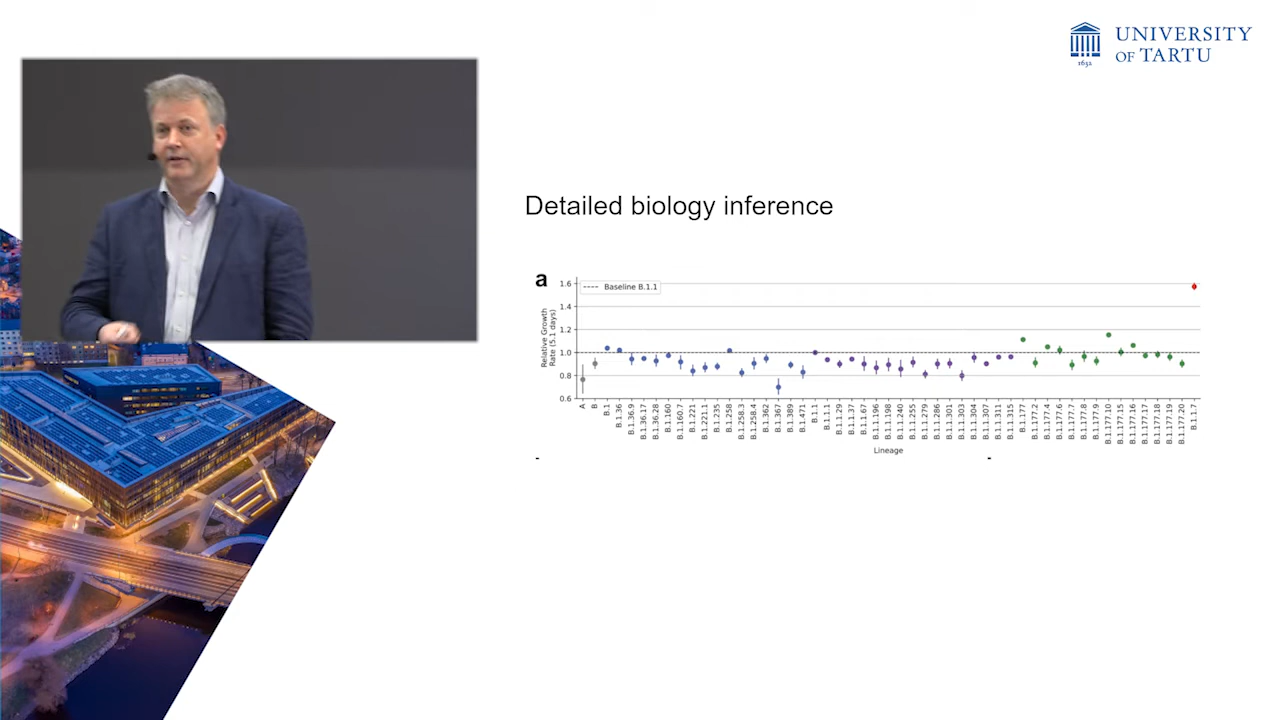 UNIVERSITY
OF TARTU
1632
Detailed biology inference
a
Baseline B.1.1
Relative Growth
Rate (5.1 days)
1.6
1.4
1.2
1.0
0.8
0.6
A
B
B.1
B.1.36
B.1.36.9
B.1.36.17
B.1.36.28
B.1.160
B.1.160.7
B.1.221
B.1.221.1
B.1.235
B.1.258
B.1.258.3
B.1.258.4
B.1.362
B.1.367
B.1.389
B.1.471
B.1.1
B.1.1.1
B.1.1.29
B.1.1.37
B.1.1.67
B.1.1.196
B.1.1.198
B.1.1.240
B.1.1.255
B.1.1.279
B.1.1.286
B.1.1.301
B.1.1.303
B.1.1.304
B.1.1.307
B.1.1.311
B.1.1.315
B.1.177
B.1.177.2
B.1.177.4
B.1.177.6
B.1.177.7
B.1.177.8
B.1.177.9
B.1.177.10
B.1.177.15
B.1.177.16
B.1.177.17
B.1.177.18
B.1.177.19
B.1.177.20
B.1.1.7
Lineage